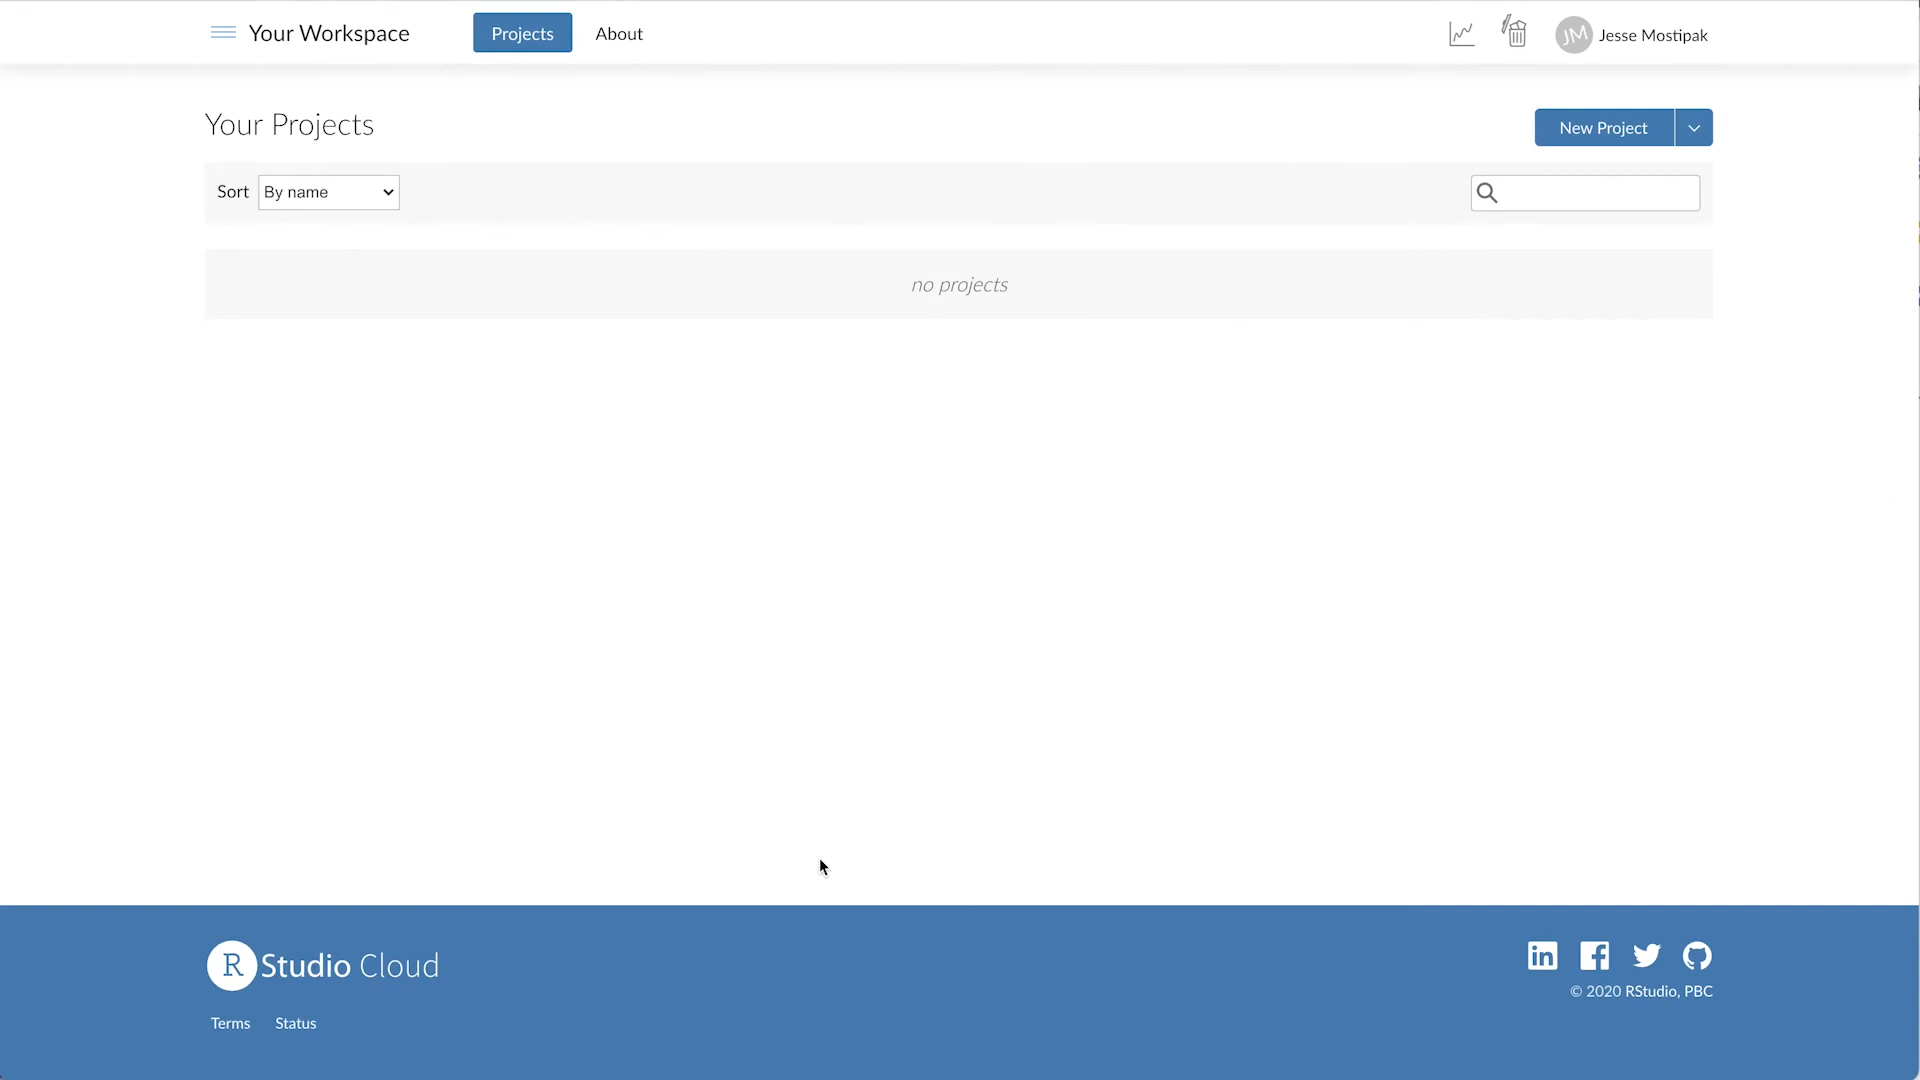 Your Workspace Projects About JM Jesse Mostipak
Your Projects New Project
Sort By name
no projects
R Studio Cloud
© 2020 RStudio, PBC
Terms Status